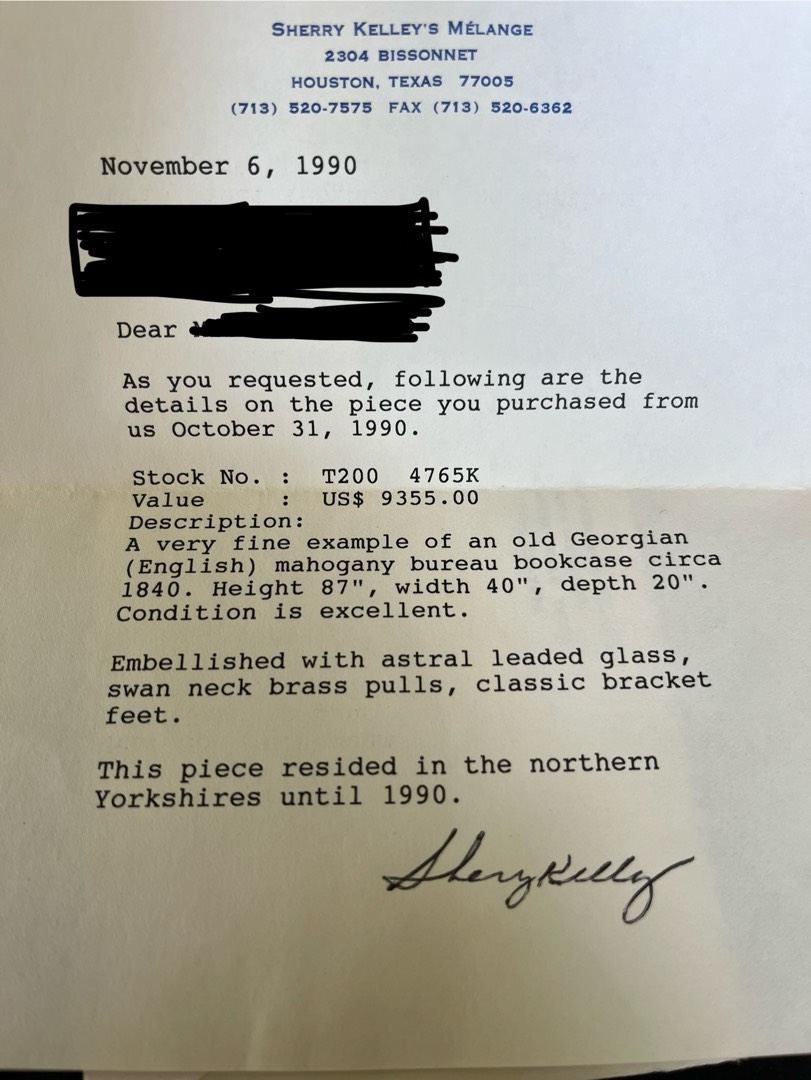 SHERRY KELLEY'S MÉLANGE
2304 BISSONNET
HOUSTON, TEXAS 77005
(713) 520-7575 FAX (713) 520-6362
November 6, 1990
Dear
As you requested, following are the
details on the piece you purchased from
us October 31, 1990.
Stock No. : T200 4765K
Value : US$ 9355.00
Description:
A very fine example of an old Georgian
(English) mahogany bureau bookcase circa
1840. Height 87", width 40", depth 20".
Condition is excellent.
Embellished with astral leaded glass,
swan neck brass pulls, classic bracket
feet.
This piece resided in the northern
Yorkshires until 1990.
Sherry Kelley